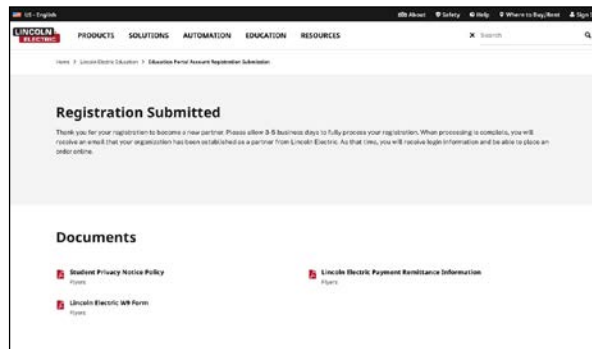 US - English
About Safety Help Where to Buy/Rent Sign I
LINCOLN ELECTRIC PRODUCTS SOLUTIONS AUTOMATION EDUCATION RESOURCES X Search
Home > Lincoln Electric Education > Education Portal Account Registration Submission
Registration Submitted
Thank you for your registration to become a new partner. Please allow 3-5 business days to fully process your registration. When processing is complete, you will
receive an email that your organization has been established as a partner from Lincoln Electric. As that time, you will receive login information and be able to place an
order online.
Documents
Student Privacy Notice Policy
Flyers
Lincoln Electric Payment Remittance Information
Flyers
Lincoln Electric W9 Form
Flyers